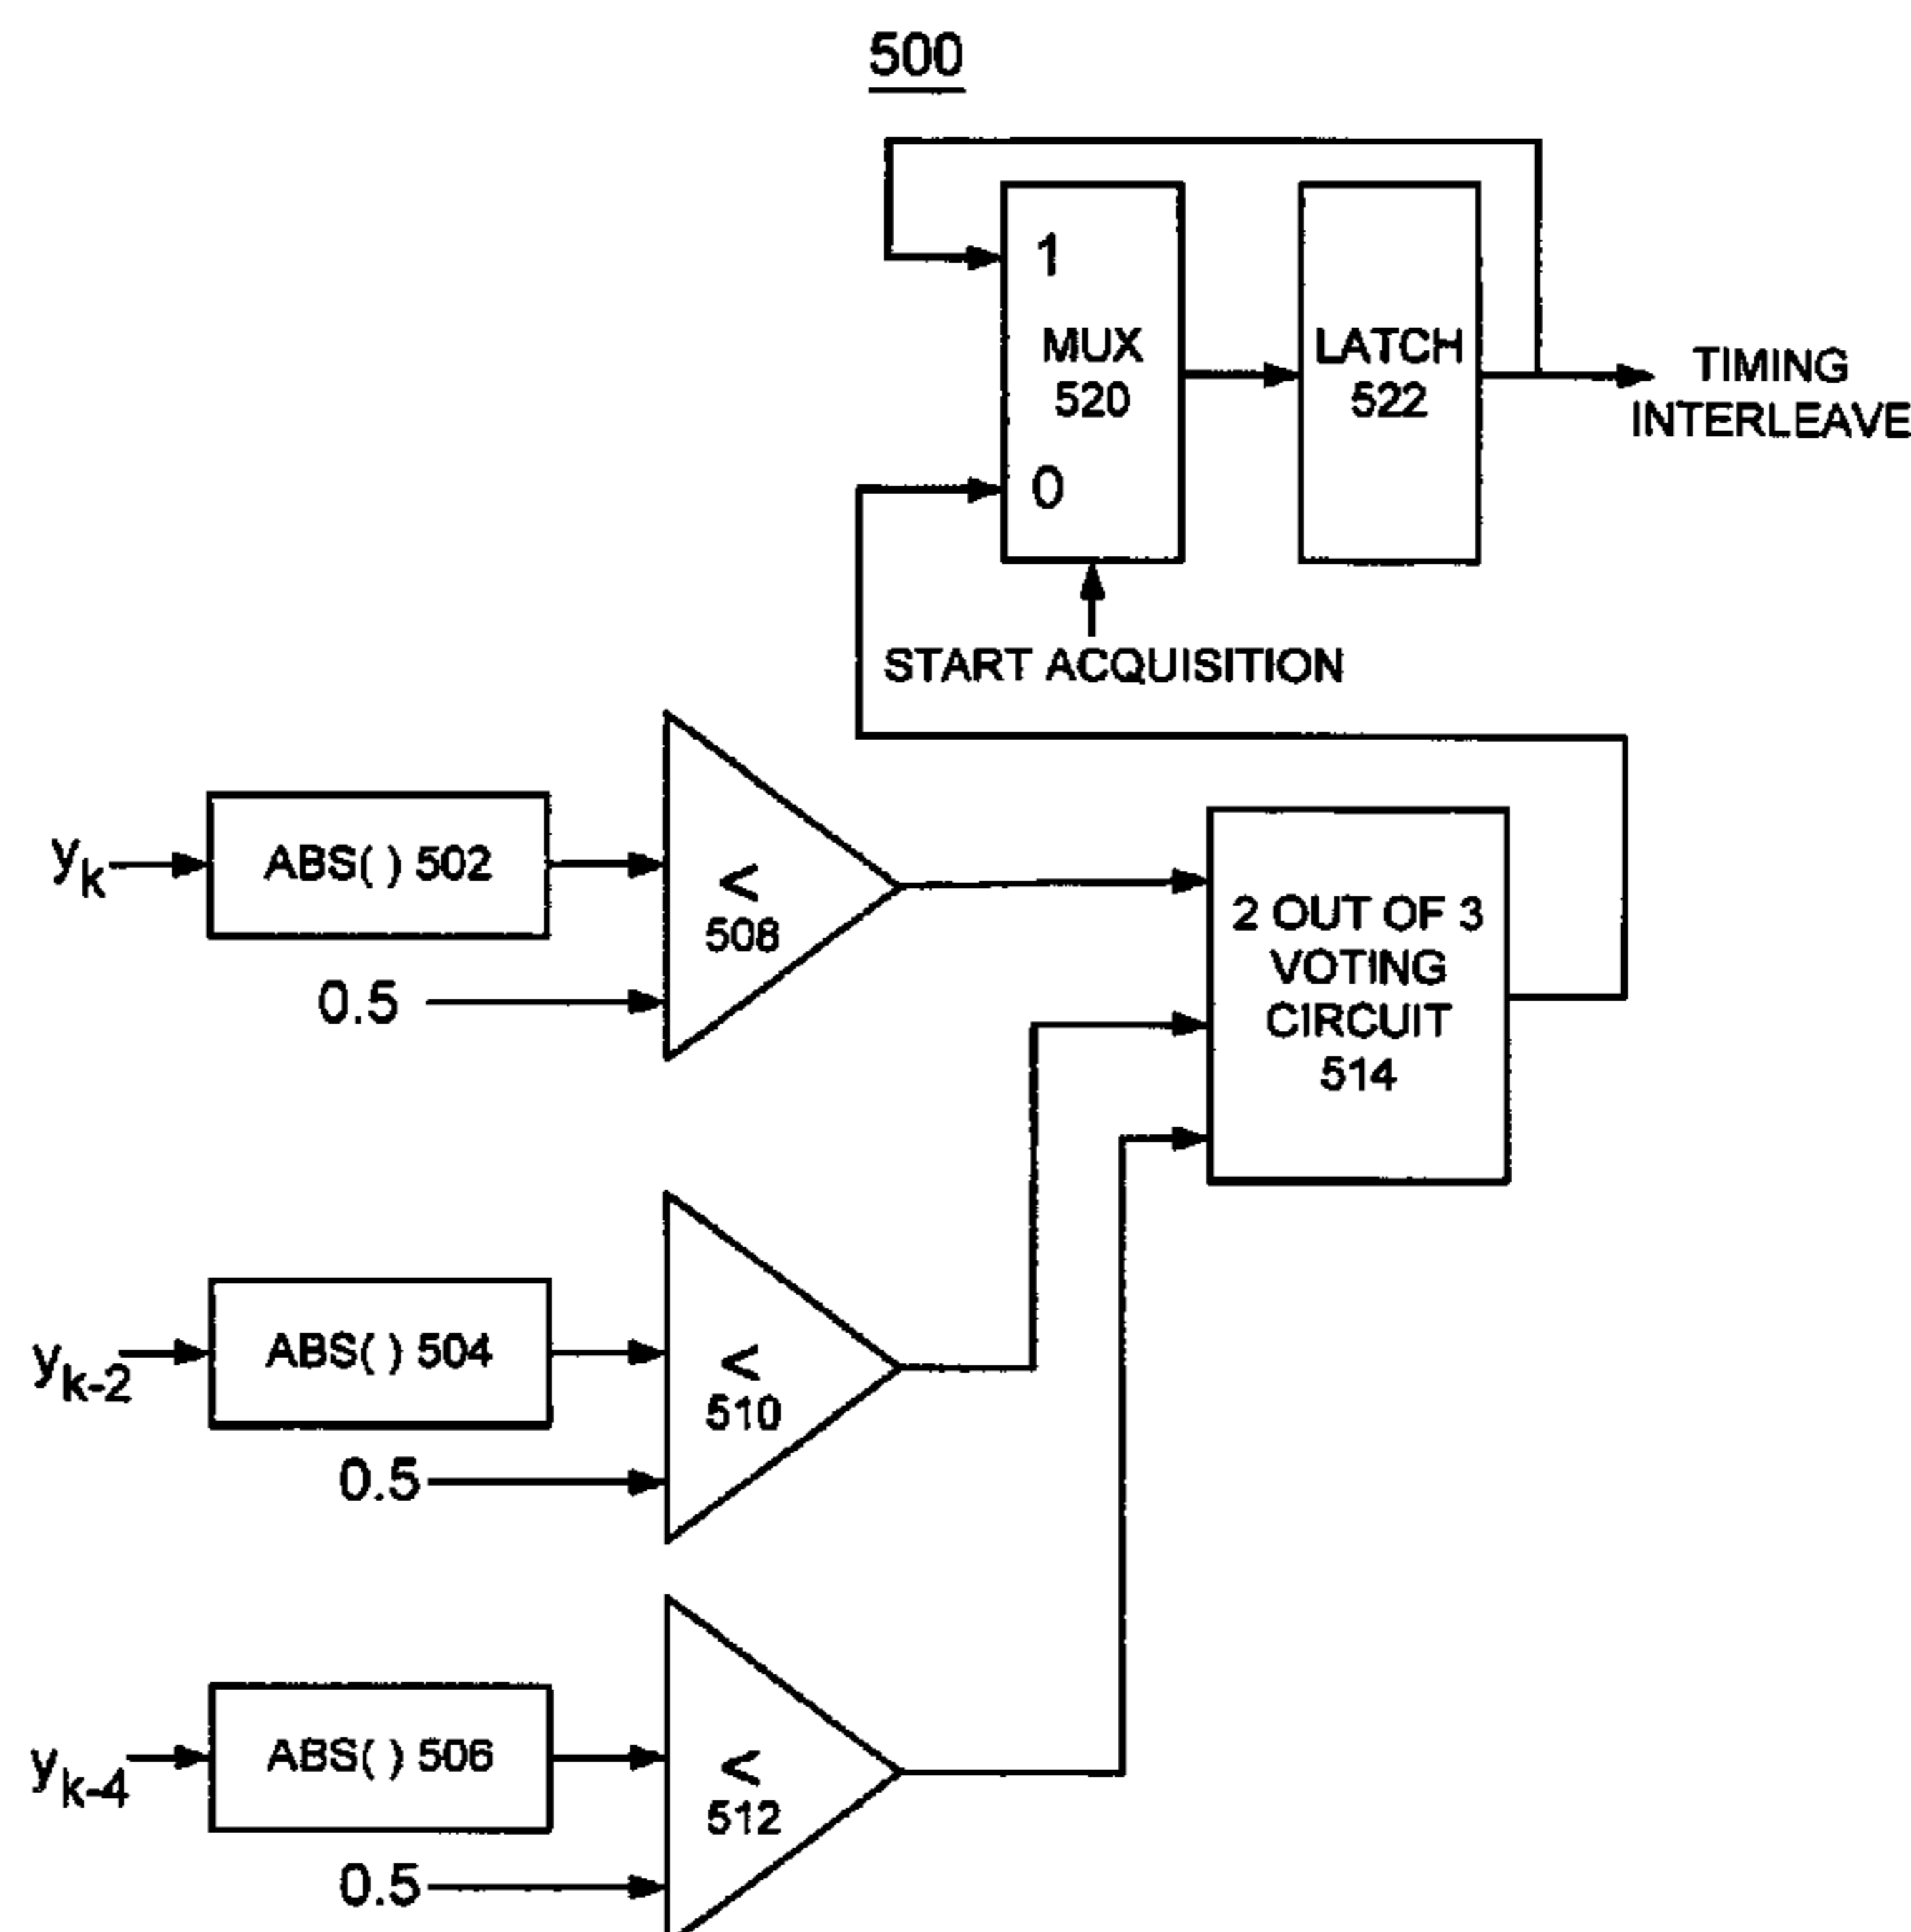 500
1
MUX
520
0
LATCH
522
TIMING
INTERLEAVE
START ACQUISITION
yk
ABS( ) 502
0.5
<
508
2 OUT OF 3
VOTING
CIRCUIT
514
yk-2
ABS( ) 504
0.5
<
510
yk-4
ABS( ) 506
0.5
<
512